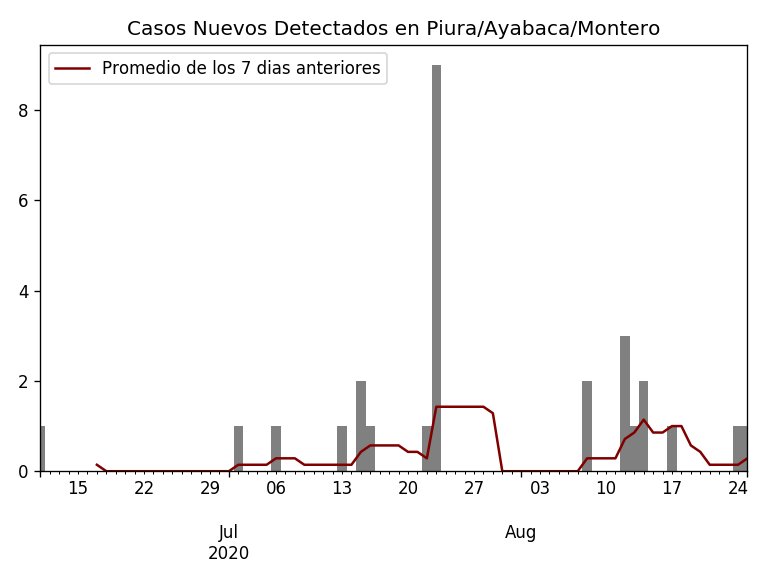 Casos Nuevos Detectados en Piura/Ayabaca/Montero
Promedio de los 7 dias anteriores
8
6
4
2
0
15 22 29 06 13 20 27 03 10 17 24
Jul Aug
2020